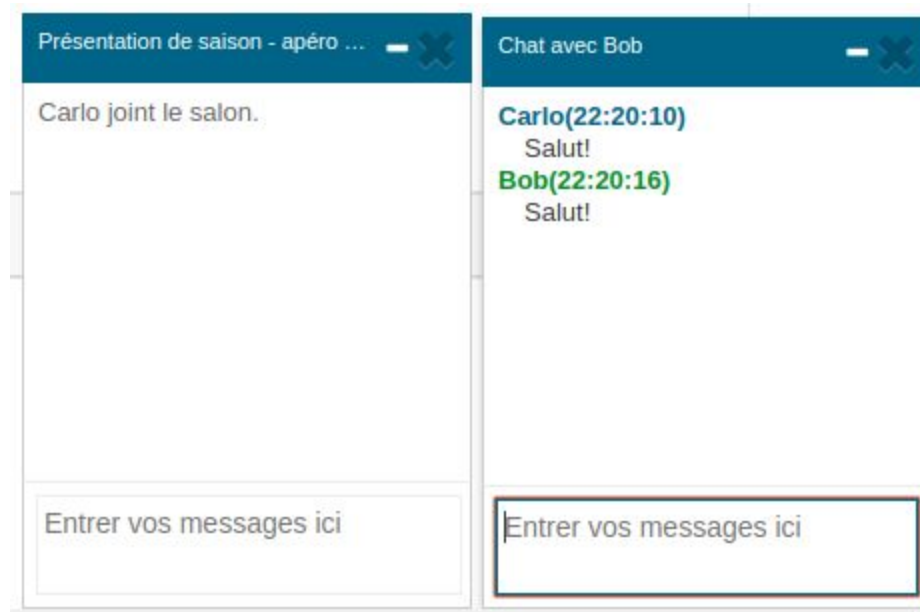 Présentation de saison - apéro ...
Carlo joint le salon.
Entrer vos messages ici
Chat avec Bob
Carlo(22:20:10)
Salut!
Bob(22:20:16)
Salut!
Entrer vos messages ici